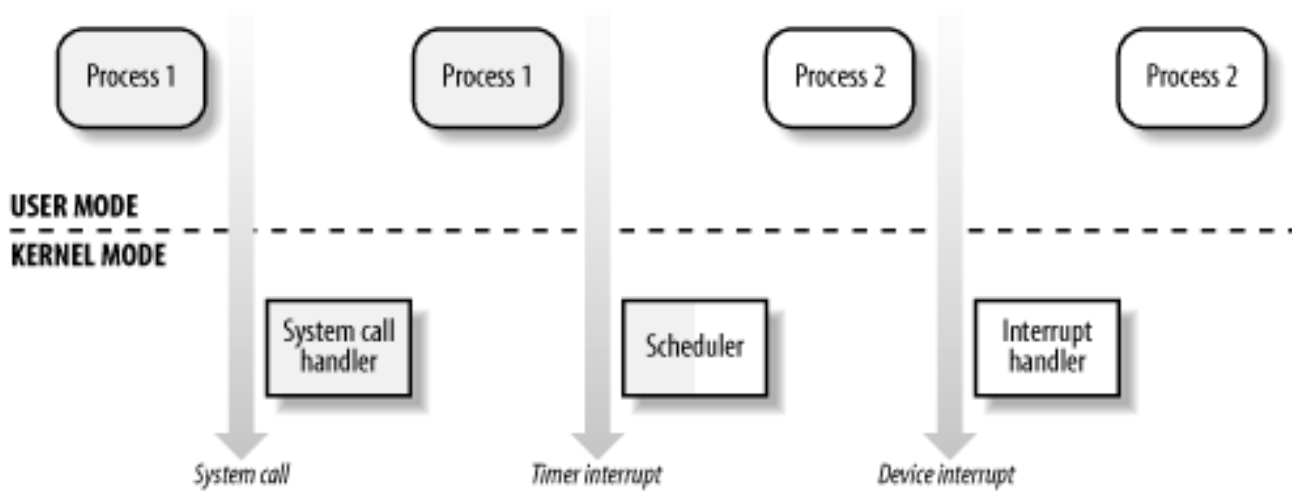 Process 1
Process 1
Process 2
Process 2
USER MODE
KERNEL MODE
System call
handler
Scheduler
Interrupt
handler
System call
Timer interrupt
Device interrupt